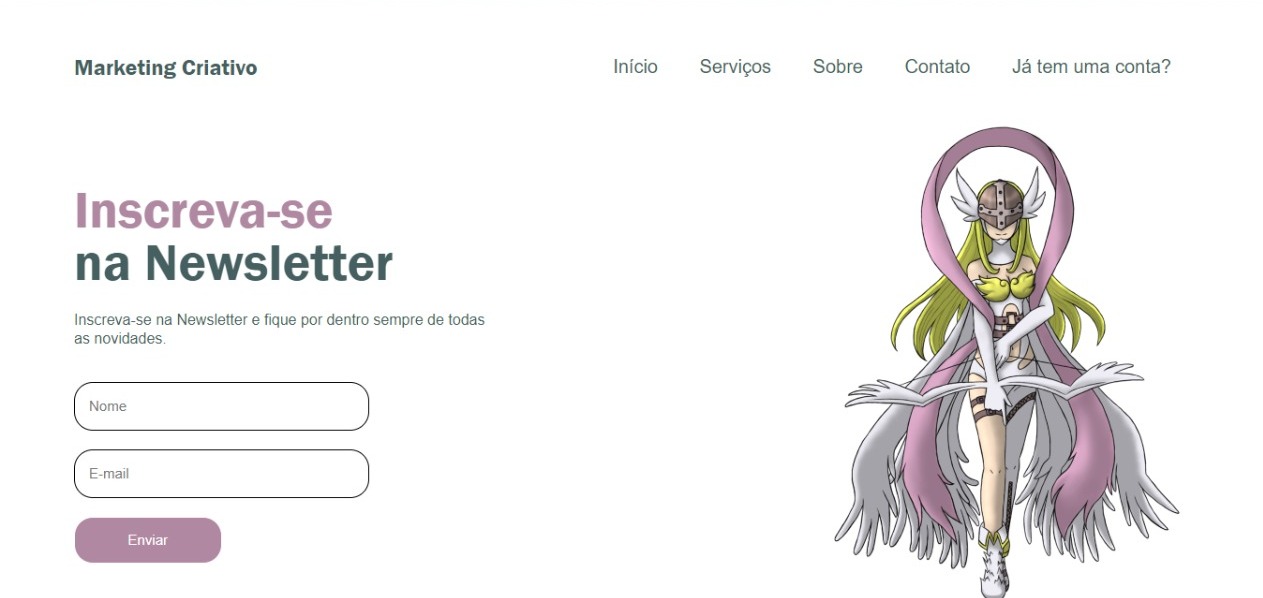 Marketing Criativo
Início Serviços Sobre Contato Já tem uma conta?
Inscreva-se
na Newsletter
Inscreva-se na Newsletter e fique por dentro sempre de todas
as novidades.
Nome
E-mail
Enviar